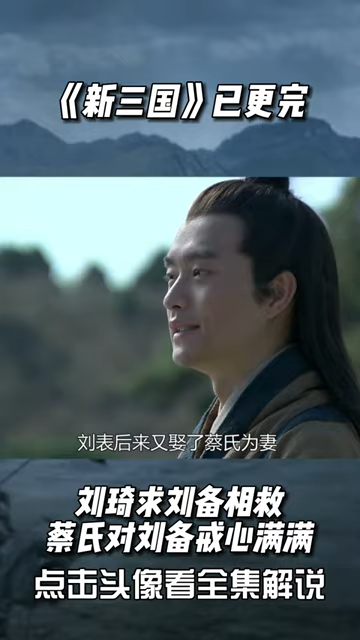 《新三国》已更完
刘表后来又娶了蔡氏为妻
刘琦求刘备相救
蔡氏对刘备戒心满满
点击头像看全集解说